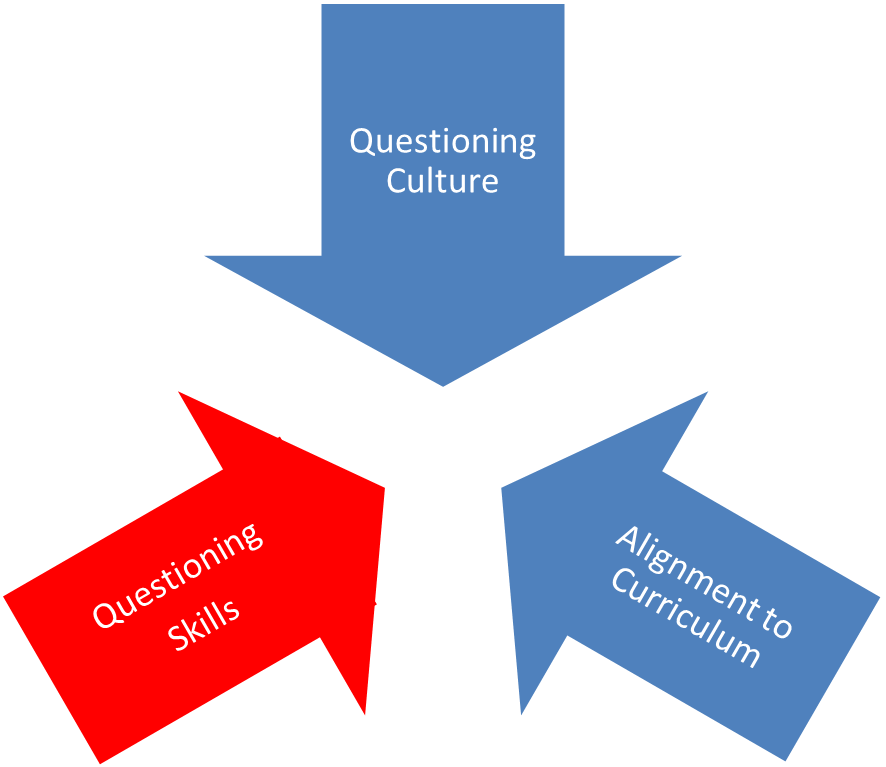 Questioning
Culture
Questioning
Skills
Alignment to
Curriculum